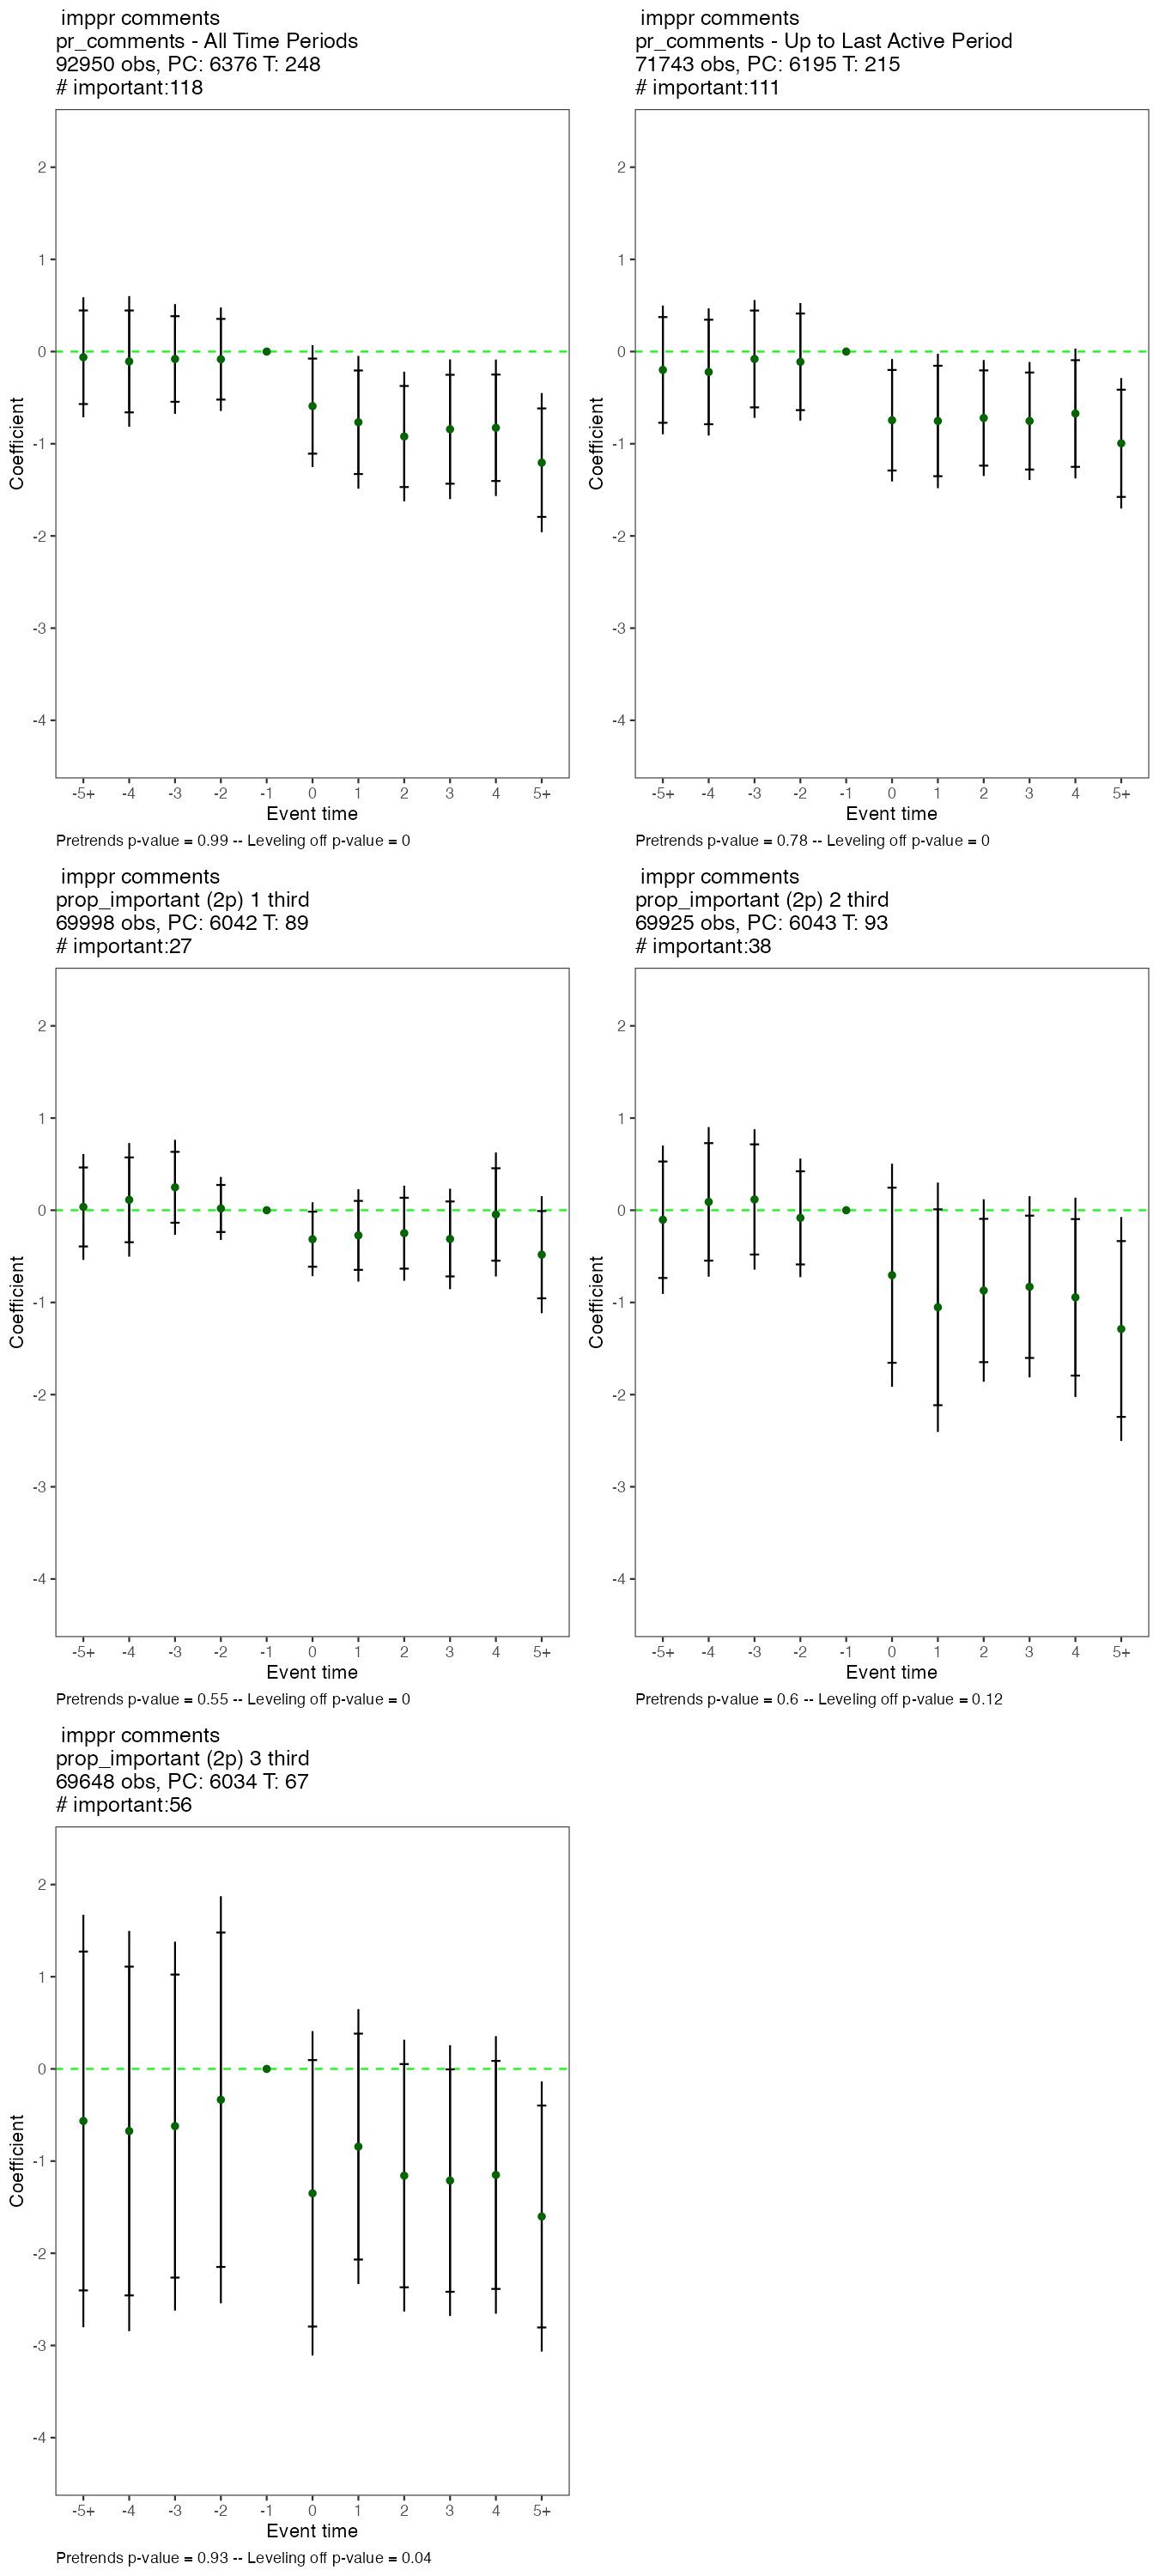 imppr comments
pr_comments - All Time Periods
92950 obs, PC: 6376 T: 248
# important:118
2
1
0
-1
-2
-3
-4
Coefficient
-5+ -4 -3 -2 -1 0 1 2 3 4 5+
Event time
Pretrends p-value = 0.99 -- Leveling off p-value = 0
imppr comments
pr_comments - Up to Last Active Period
71743 obs, PC: 6195 T: 215
# important:111
2
1
0
-1
-2
-3
-4
Coefficient
-5+ -4 -3 -2 -1 0 1 2 3 4 5+
Event time
Pretrends p-value = 0.78 -- Leveling off p-value = 0
imppr comments
prop_important (2p) 1 third
69998 obs, PC: 6042 T: 89
# important:27
2
1
0
-1
-2
-3
-4
Coefficient
-5+ -4 -3 -2 -1 0 1 2 3 4 5+
Event time
Pretrends p-value = 0.55 -- Leveling off p-value = 0
imppr comments
prop_important (2p) 2 third
69925 obs, PC: 6043 T: 93
# important:38
2
1
0
-1
-2
-3
-4
Coefficient
-5+ -4 -3 -2 -1 0 1 2 3 4 5+
Event time
Pretrends p-value = 0.6 -- Leveling off p-value = 0.12
imppr comments
prop_important (2p) 3 third
69648 obs, PC: 6034 T: 67
# important:56
2
1
0
-1
-2
-3
-4
Coefficient
-5+ -4 -3 -2 -1 0 1 2 3 4 5+
Event time
Pretrends p-value = 0.93 -- Leveling off p-value = 0.04